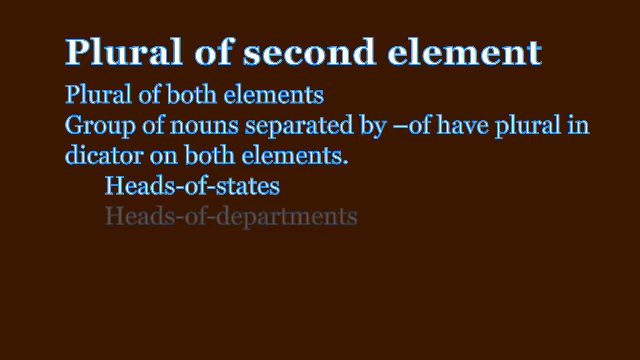 Plural of second element
Plural of both elements
Group of nouns separated by –of have plural in
dicator on both elements.
Heads-of-states
Heads-of-departments